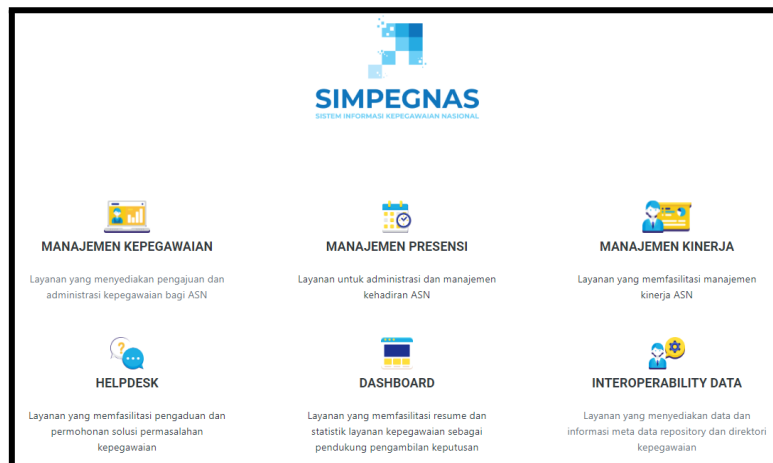 SIMPEGNAS
SISTEM INFORMASI KEPEGAWAIAN NASIONAL
MANAJEMEN KEPEGAWAIAN
Layanan yang menyediakan pengajuan dan
administrasi kepegawaian bagi ASN
MANAJEMEN PRESENSI
Layanan untuk administrasi dan manajemen
kehadiran ASN
MANAJEMEN KINERJA
Layanan yang memfasilitasi manajemen
kinerja ASN
HELPDESK
Layanan yang memfasilitasi pengaduan dan
permohonan solusi permasalahan
kepegawaian
DASHBOARD
Layanan yang memfasilitasi resume dan
statistik layanan kepegawaian sebagai
pendukung pengambilan keputusan
INTEROPERABILITY DATA
Layanan yang menyediakan data dan
informasi meta data repository dan direktori
kepegawaian